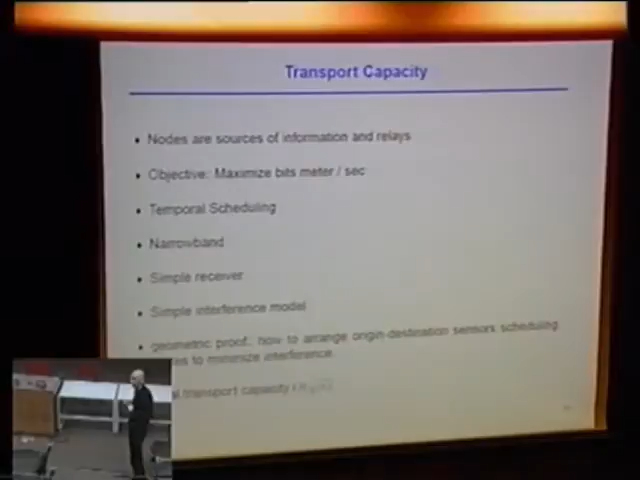 Transport Capacity
Nodes are sources of information and relays
Objective: Maximize bits meter / sec
Temporal Scheduling
Narrowband
Simple receiver
Simple interference model
geometric proof: how to arrange origin-destination sensors scheduling
to minimize interference
transport capacity